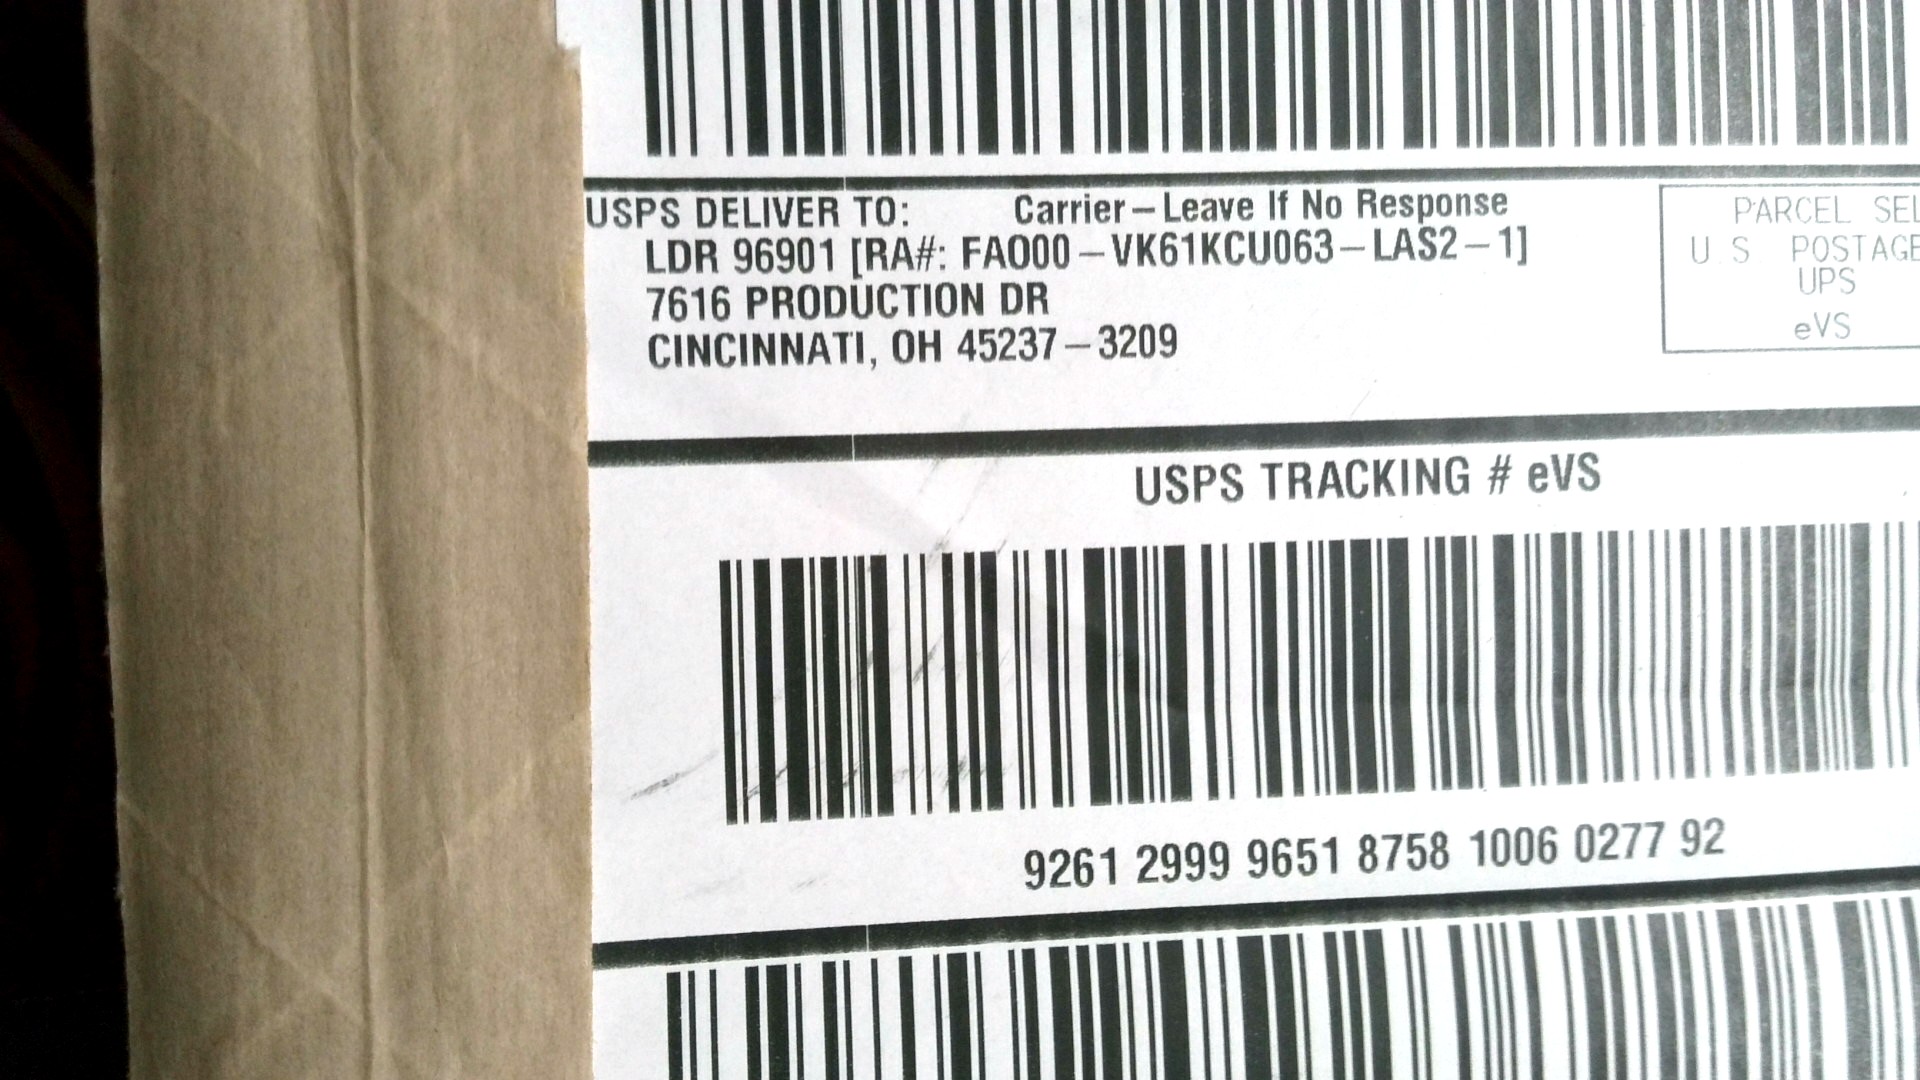 USPS DELIVER TO: Carrier-Leave If No Response
LDR 96901 [RA#: FAO00-VK61KCU063-LAS2-1]
7616 PRODUCTION DR
CINCINNATI, OH 45237-3209
PARCEL SEL
U.S. POSTAGE
UPS
eVS
USPS TRACKING # eVS
9261 2999 9651 8758 1006 0277 92